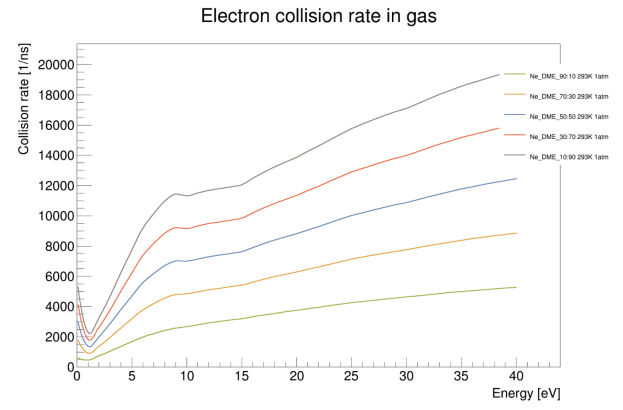 Electron collision rate in gas
Collision rate [1/ns]
20000
18000
16000
14000
12000
10000
8000
6000
4000
2000
0
Ne_DME_90:10 293K 1atm
Ne_DME_70:30 293K 1atm
Ne_DME_50:50 293K 1atm
Ne_DME_30:70 293K 1atm
Ne_DME_10:90 293K 1atm
0 5 10 15 20 25 30 35 40
Energy [eV]